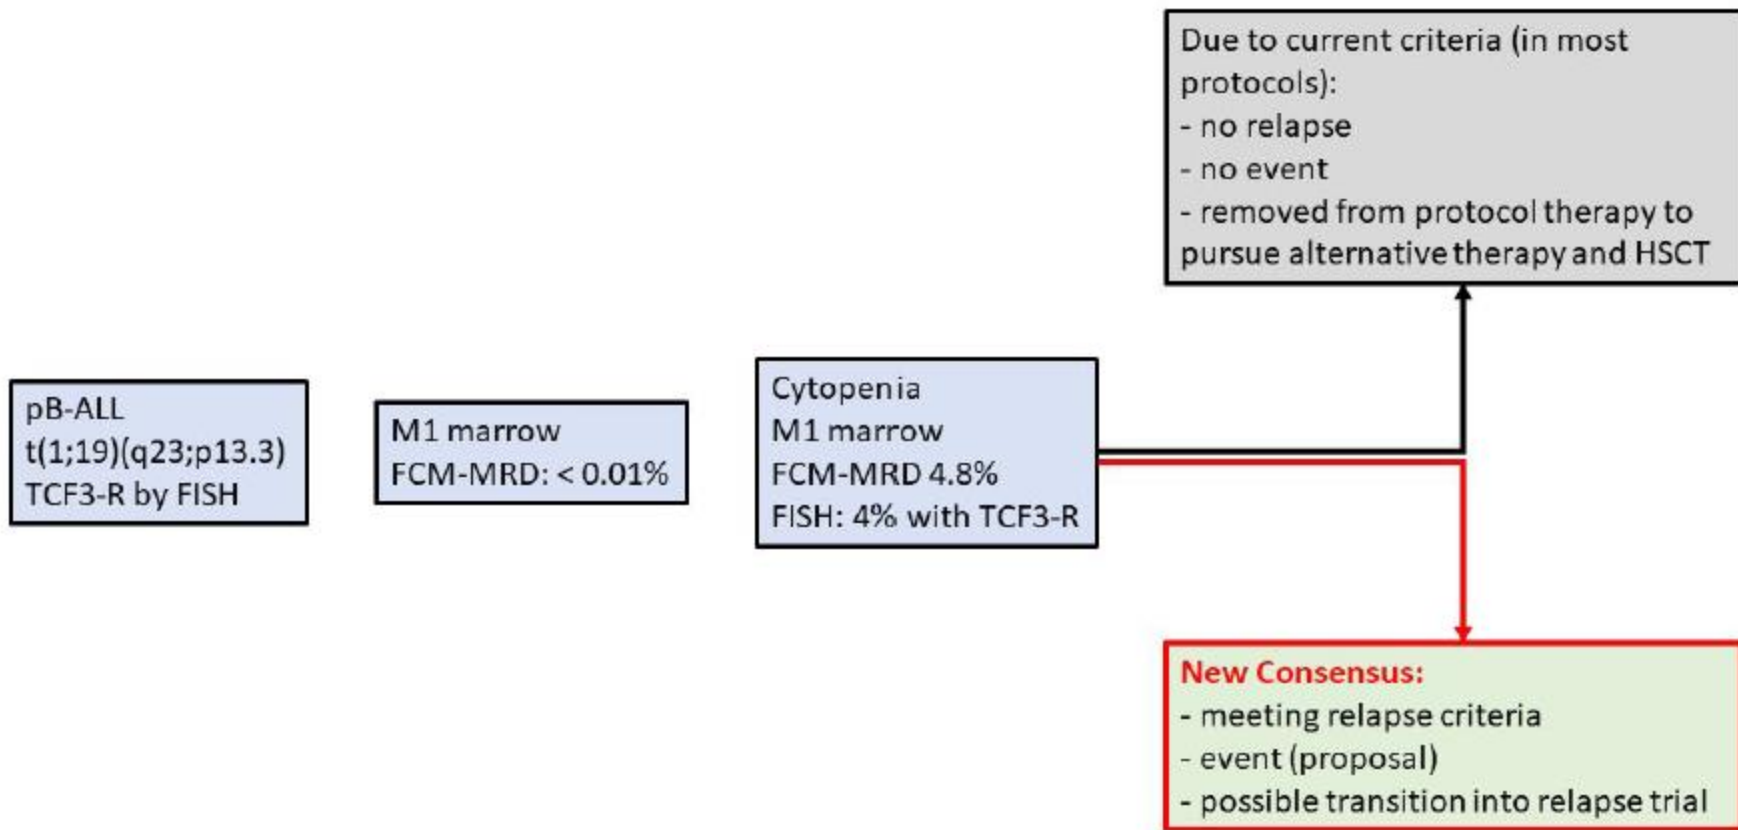 pB-ALL
t(1;19)(q23;p13.3)
TCF3-R by FISH
M1 marrow
FCM-MRD: < 0.01%
Cytopenia
M1 marrow
FCM-MRD 4.8%
FISH: 4% with TCF3-R
Due to current criteria (in most
protocols):
- no relapse
- no event
- removed from protocol therapy to
pursue alternative therapy and HSCT
New Consensus:
- meeting relapse criteria
- event (proposal)
- possible transition into relapse trial